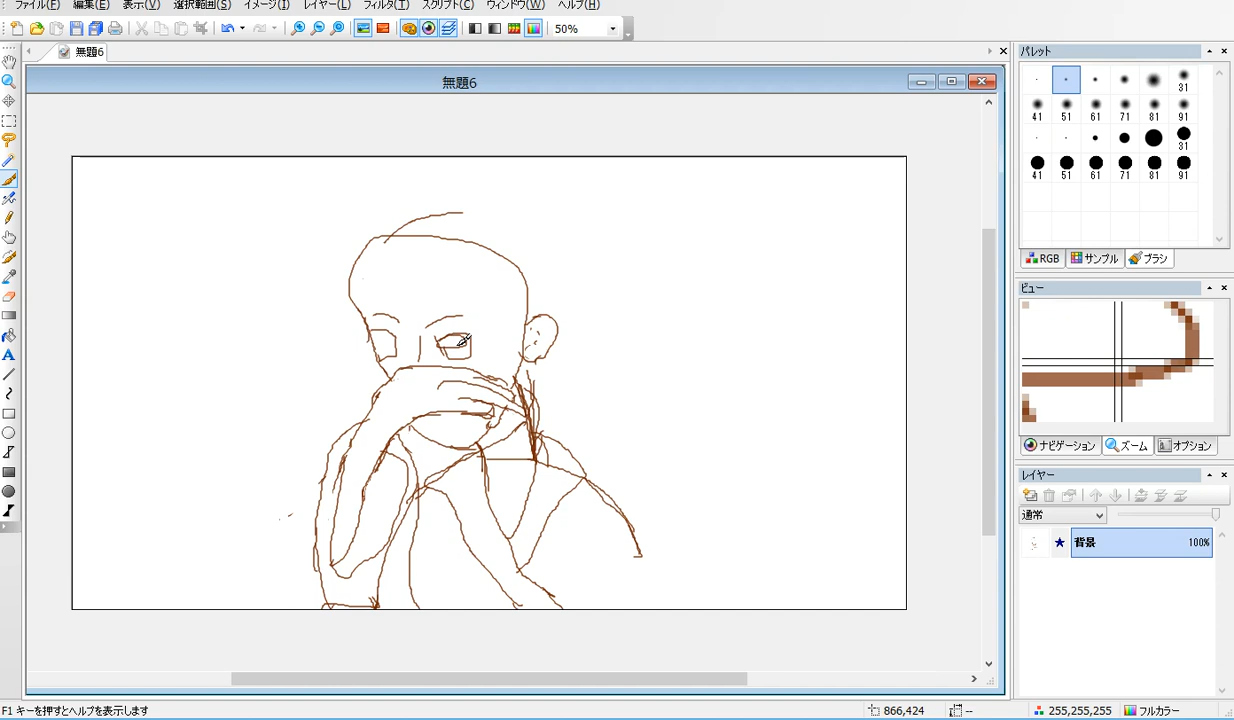 ファイル(F) 編集(E) 表示(V) 選択範囲(S) イメージ(I) レイヤー(L) フィルタ(T) スクリプト(C) ウィンドウ(W) ヘルプ(H)
50%
無題6
無題6
パレット
31
41 51 61 71 81 91
31
41 51 61 71 81 91
RGB サンプル ブラシ
ビュー
ナビゲーション ズーム オプション
レイヤー
通常
背景 100%
F1 キーを押すとヘルプを表示します 866,424 -- 255,255,255 フルカラー